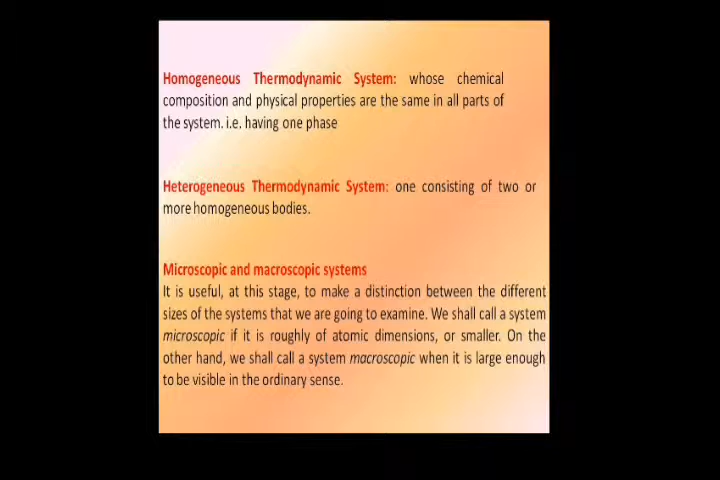 Homogeneous Thermodynamic System: whose chemical
composition and physical properties are the same in all parts of
the system. i.e. having one phase
Heterogeneous Thermodynamic System: one consisting of two or
more homogeneous bodies.
Microscopic and macroscopic systems
It is useful, at this stage, to make a distinction between the different
sizes of the systems that we are going to examine. We shall call a system
microscopic if it is roughly of atomic dimensions, or smaller. On the
other hand, we shall call a system macroscopic when it is large enough
to be visible in the ordinary sense.